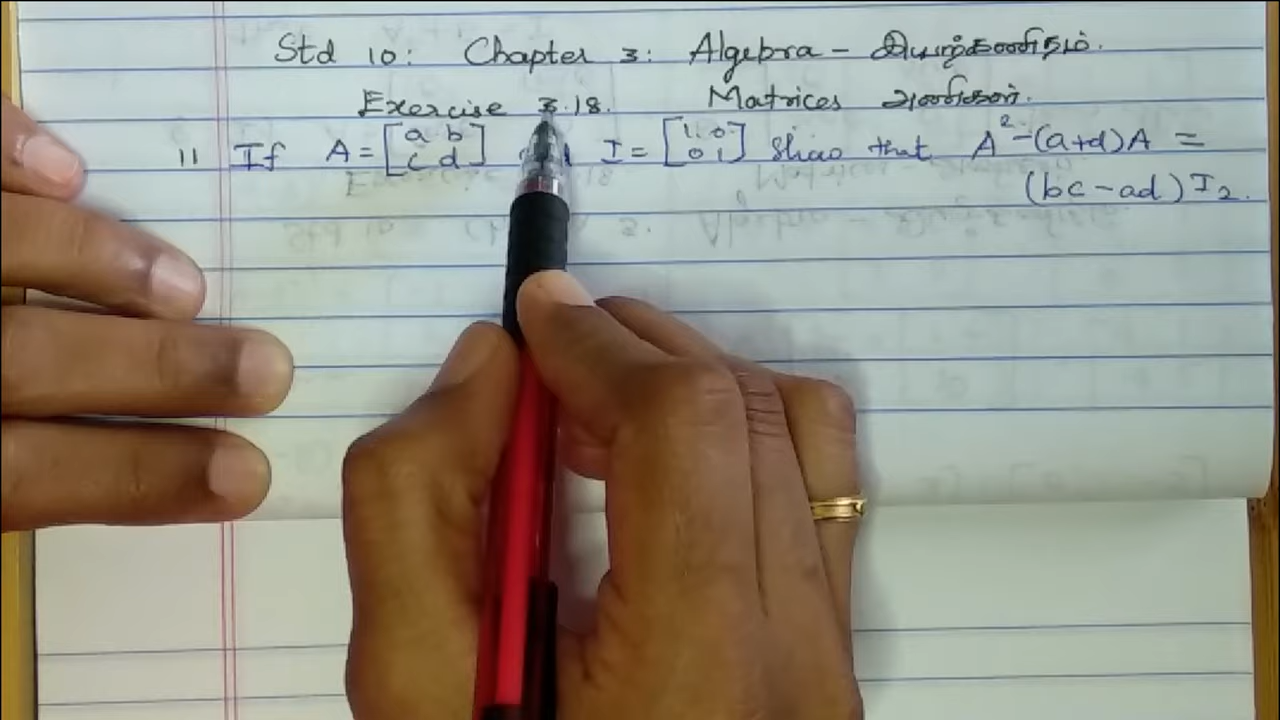 Std 10: Chapter 3: Algebra - இயற்கணிதம்.
Exercise 3.18. Matrices அணிகள்.
11 If A = [a b I = [1 0 Show that A²-(a+d)A =
c d] 0 1]
(bc-ad) I₂.